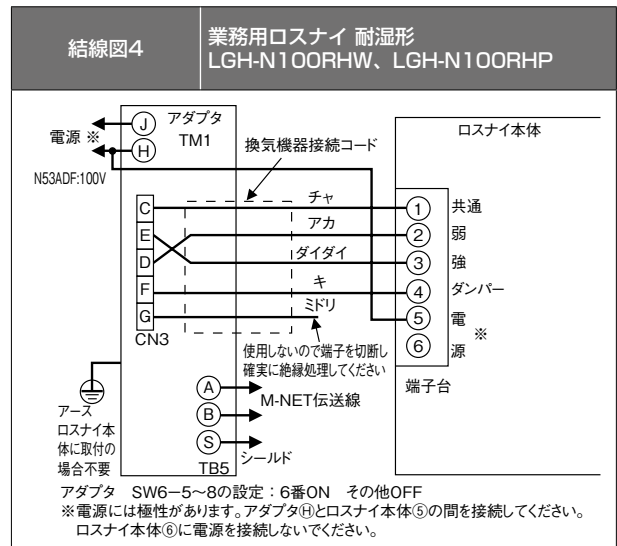 結線図4
業務用ロスナイ 耐湿形
LGH-N100RHW、LGH-N100RHP
電源 ※
N53ADF:100V
J
H
アダプタ
TM1
換気機器接続コード
ロスナイ本体
C
E
D
F
G
CN3
チャ
アカ
ダイダイ
キ
ミドリ
使用しないので端子を切断し
確実に絶縁処理してください
1 共通
2 弱
3 強
4 ダンパー
5 電
※
6 源
端子台
アース
ロスナイ本
体に取付の
場合不要
A
B
M-NET伝送線
S
シールド
TB5
アダプタ SW6−5〜8の設定：6番ON その他OFF
※電源には極性があります。アダプタⒽとロスナイ本体⑤の間を接続してください。
ロスナイ本体⑥に電源を接続しないでください。